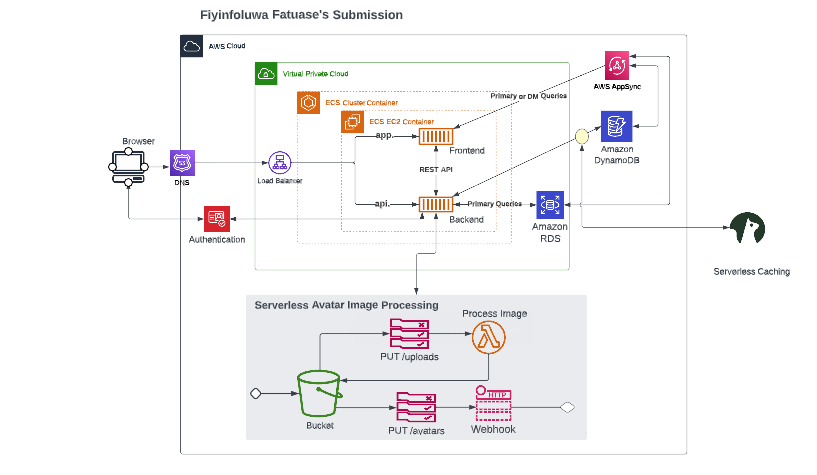 Fiyinfoluwa Fatuase's Submission
AWS Cloud
Virtual Private Cloud
ECS Cluster Container
ECS EC2 Container
AWS AppSync
Primary or DM Queries
Browser
app.
Frontend
Amazon
DynamoDB
DNS
Load Balancer
REST API
api.
Backend
Primary Queries
Authentication
Amazon
RDS
Serverless Caching
Serverless Avatar Image Processing
Process Image
PUT /uploads
HTTP
Bucket
PUT /avatars
Webhook